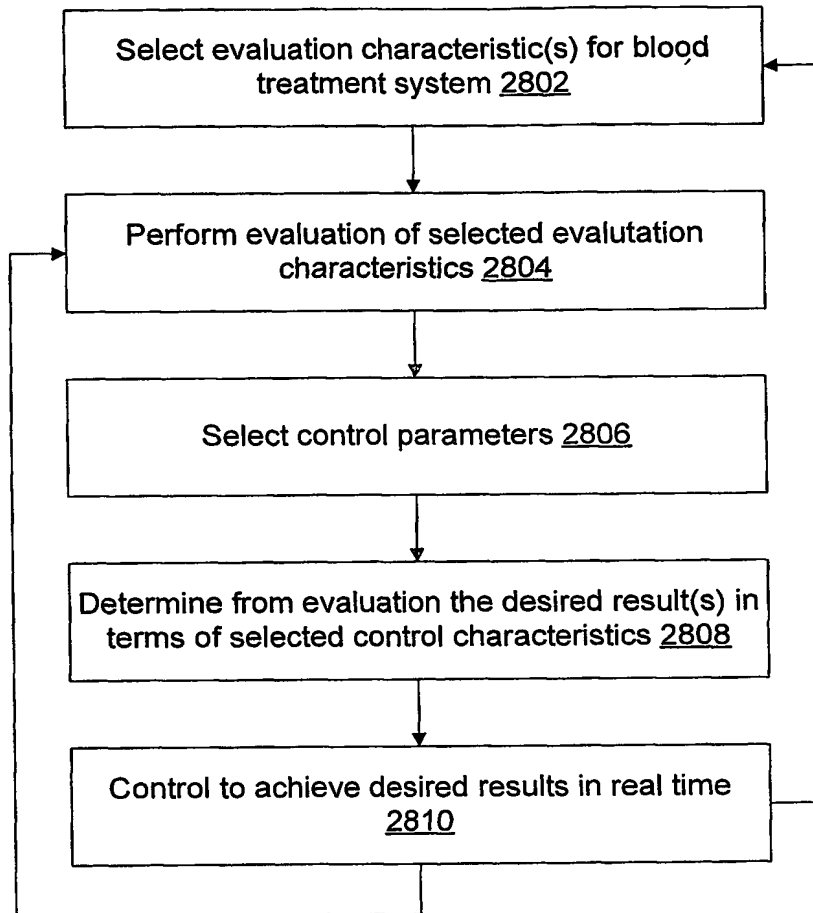 Select evaluation characteristic(s) for blood
treatment system 2802
Perform evaluation of selected evalutation
characteristics 2804
Select control parameters 2806
Determine from evaluation the desired result(s) in
terms of selected control characteristics 2808
Control to achieve desired results in real time
2810